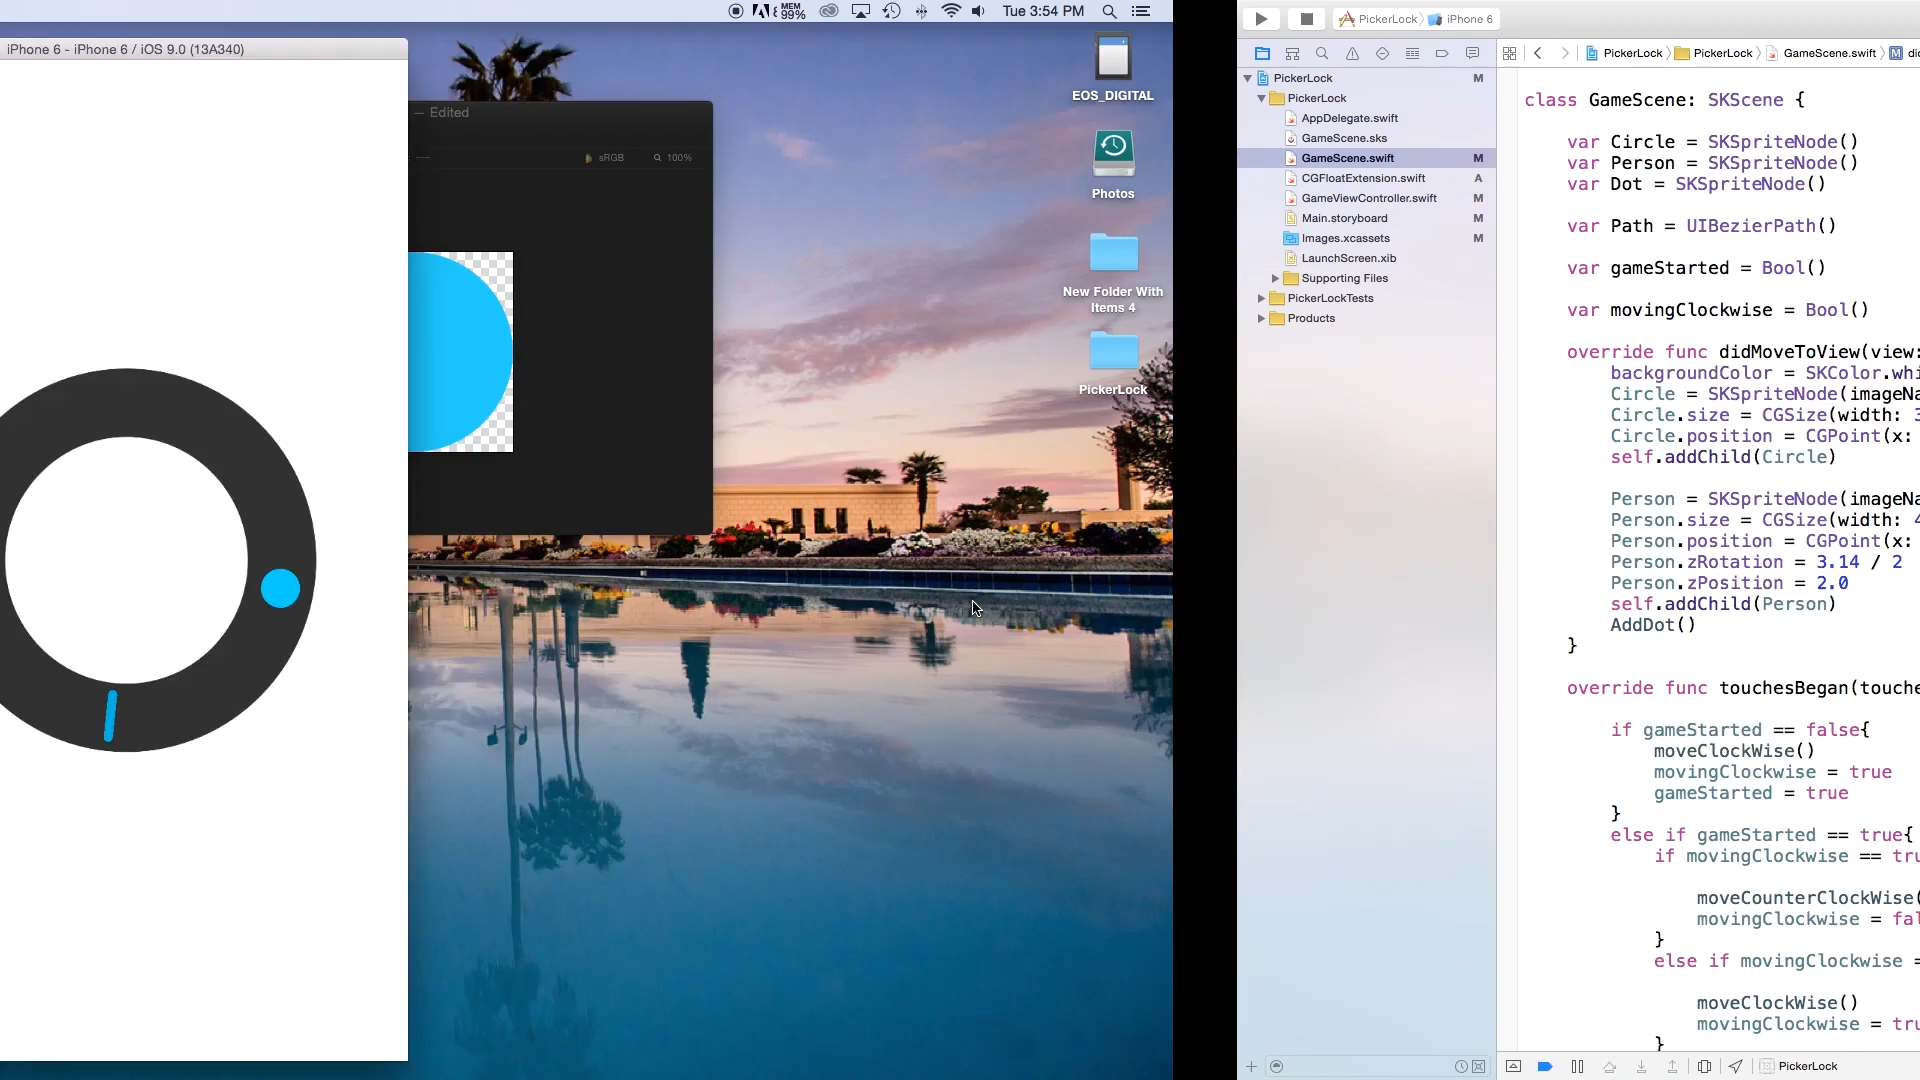 MEM
99%
Tue 3:54 PM
iPhone 6 - iPhone 6 / iOS 9.0 (13A340)
— Edited
sRGB
100%
EOS_DIGITAL
Photos
New Folder With
Items 4
PickerLock
PickerLock
iPhone 6
PickerLock
PickerLock
GameScene.swift
M
PickerLock M
PickerLock
AppDelegate.swift
GameScene.sks
GameScene.swift M
CGFloatExtension.swift A
GameViewController.swift M
Main.storyboard M
Images.xcassets M
LaunchScreen.xib
Supporting Files
PickerLockTests
Products
class GameScene: SKScene {
var Circle = SKSpriteNode()
var Person = SKSpriteNode()
var Dot = SKSpriteNode()
var Path = UIBezierPath()
var gameStarted = Bool()
var movingClockwise = Bool()
override func didMoveToView(view:
backgroundColor = SKColor.whi
Circle = SKSpriteNode(imageNa
Circle.size = CGSize(width: 3
Circle.position = CGPoint(x:
self.addChild(Circle)
Person = SKSpriteNode(imageNa
Person.size = CGSize(width: 4
Person.position = CGPoint(x:
Person.zRotation = 3.14 / 2
Person.zPosition = 2.0
self.addChild(Person)
AddDot()
}
override func touchesBegan(touche
if gameStarted == false{
moveClockWise()
movingClockwise = true
gameStarted = true
}
else if gameStarted == true{
if movingClockwise == tru
moveCounterClockWise(
movingClockwise = fal
}
else if movingClockwise =
moveClockWise()
movingClockwise = tru
}
PickerLock